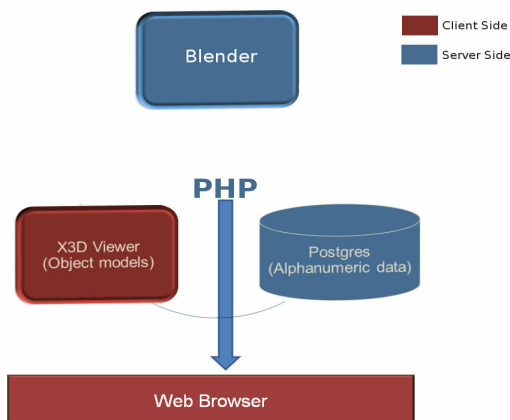 Blender
Client Side
Server Side
PHP
X3D Viewer
(Object models)
Postgres
(Alphanumeric data)
Web Browser